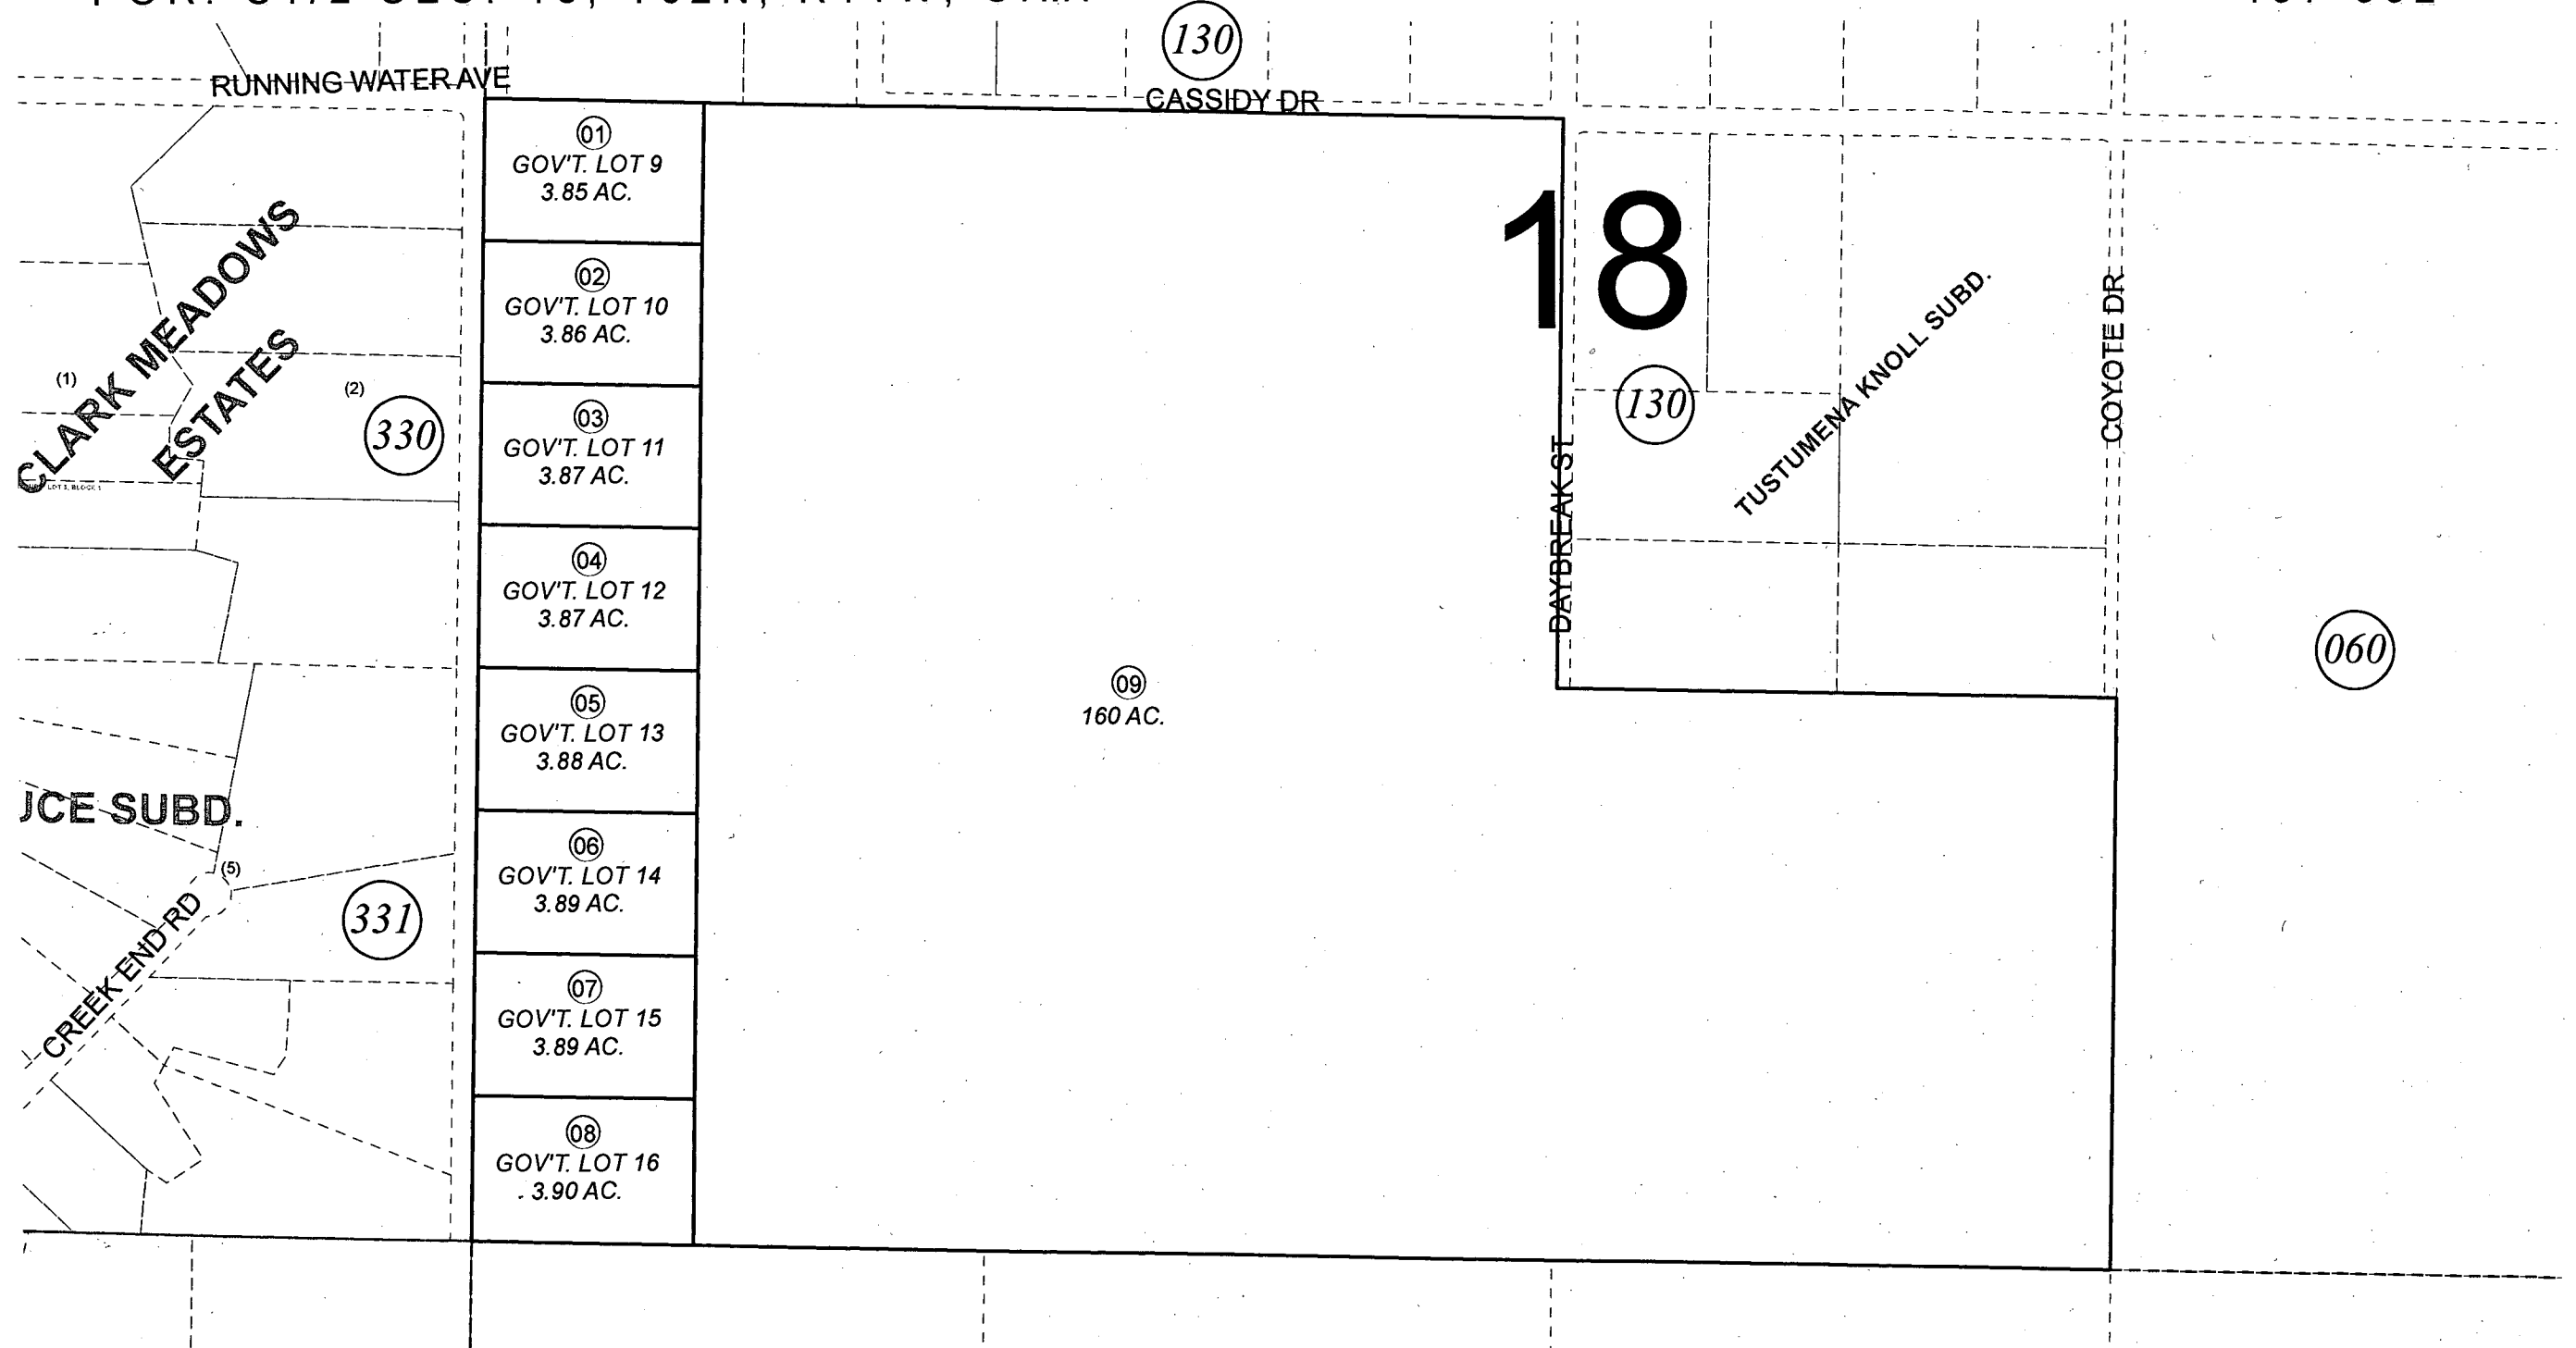 130
RUNNING WATER AVE
CASSIDY DR
01
GOV'T. LOT 9
3.85 AC.
02
GOV'T. LOT 10
3.86 AC.
03
GOV'T. LOT 11
3.87 AC.
04
GOV'T. LOT 12
3.87 AC.
05
GOV'T. LOT 13
3.88 AC.
06
GOV'T. LOT 14
3.89 AC.
07
GOV'T. LOT 15
3.89 AC.
08
GOV'T. LOT 16
3.90 AC.
CLARK MEADOWS
ESTATES
(1)
(2)
330
LOT 3, BLOCK 1
SUBD.
(5)
331
CREEK END RD
09
160 AC.
18
130
DAYBREAK ST
TUSTUMENA KNOLL SUBD.
COYOTE DR
060